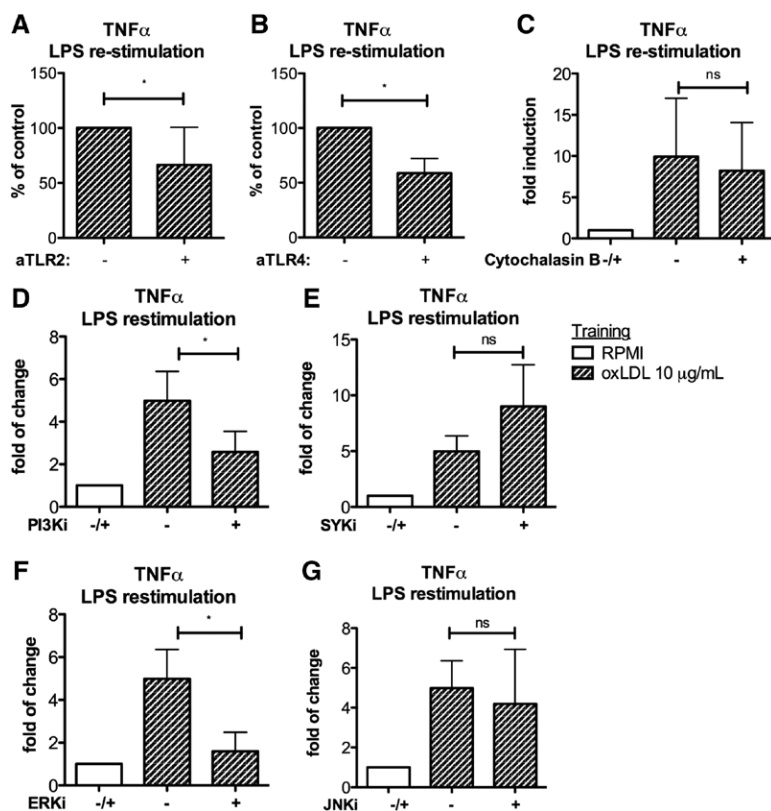 A
TNFα
LPS re-stimulation
150
100
50
0
% of control
*
aTLR2:
-
+
B
TNFα
LPS re-stimulation
150
100
50
0
% of control
*
aTLR4:
-
+
C
TNFα
LPS re-stimulation
20
15
10
5
0
fold induction
ns
Cytochalasin B -/+
-
+
D
TNFα
LPS restimulation
8
6
4
2
0
fold of change
*
PI3Ki
-/+
-
+
E
TNFα
LPS restimulation
15
10
5
0
fold of change
ns
SYKi
-/+
-
+
Training
RPMI
oxLDL 10 μg/mL
F
TNFα
LPS restimulation
8
6
4
2
0
fold of change
*
ERKi
-/+
-
+
G
TNFα
LPS restimulation
8
6
4
2
0
fold of change
ns
JNKi
-/+
-
+